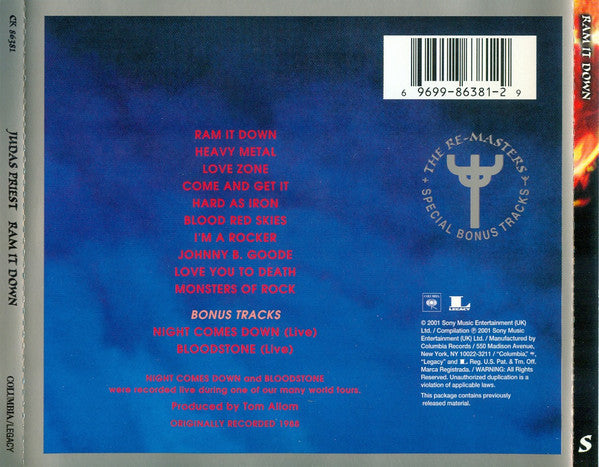 CK 86381
JUDAS PRIEST RAM IT DOWN
COLUMBIA/LEGACY
RAM IT DOWN
HEAVY METAL
LOVE ZONE
COME AND GET IT
HARD AS IRON
BLOOD RED SKIES
I'M A ROCKER
JOHNNY B. GOODE
LOVE YOU TO DEATH
MONSTERS OF ROCK
BONUS TRACKS
NIGHT COMES DOWN (Live)
BLOODSTONE (Live)
NIGHT COMES DOWN and BLOODSTONE
were recorded live during one of our many world tours.
Produced by Tom Allom
ORIGINALLY RECORDED 1988
6 9699-86381-2 9
THE RE-MASTERS
SPECIAL BONUS TRACKS
COLUMBIA
L
LEGACY
© 2001 Sony Music Entertainment (UK)
Ltd. / Compilation ℗ 2001 Sony Music
Entertainment (UK) Ltd. / Manufactured by
Columbia Records / 550 Madison Avenue,
New York, NY 10022-3211 / "Columbia,"
"Legacy" and L Reg. U.S. Pat. & Tm. Off.
Marca Registrada. / WARNING: All Rights
Reserved. Unauthorized duplication is a
violation of applicable laws.
This package contains previously
released material.
RAM IT DOWN
S